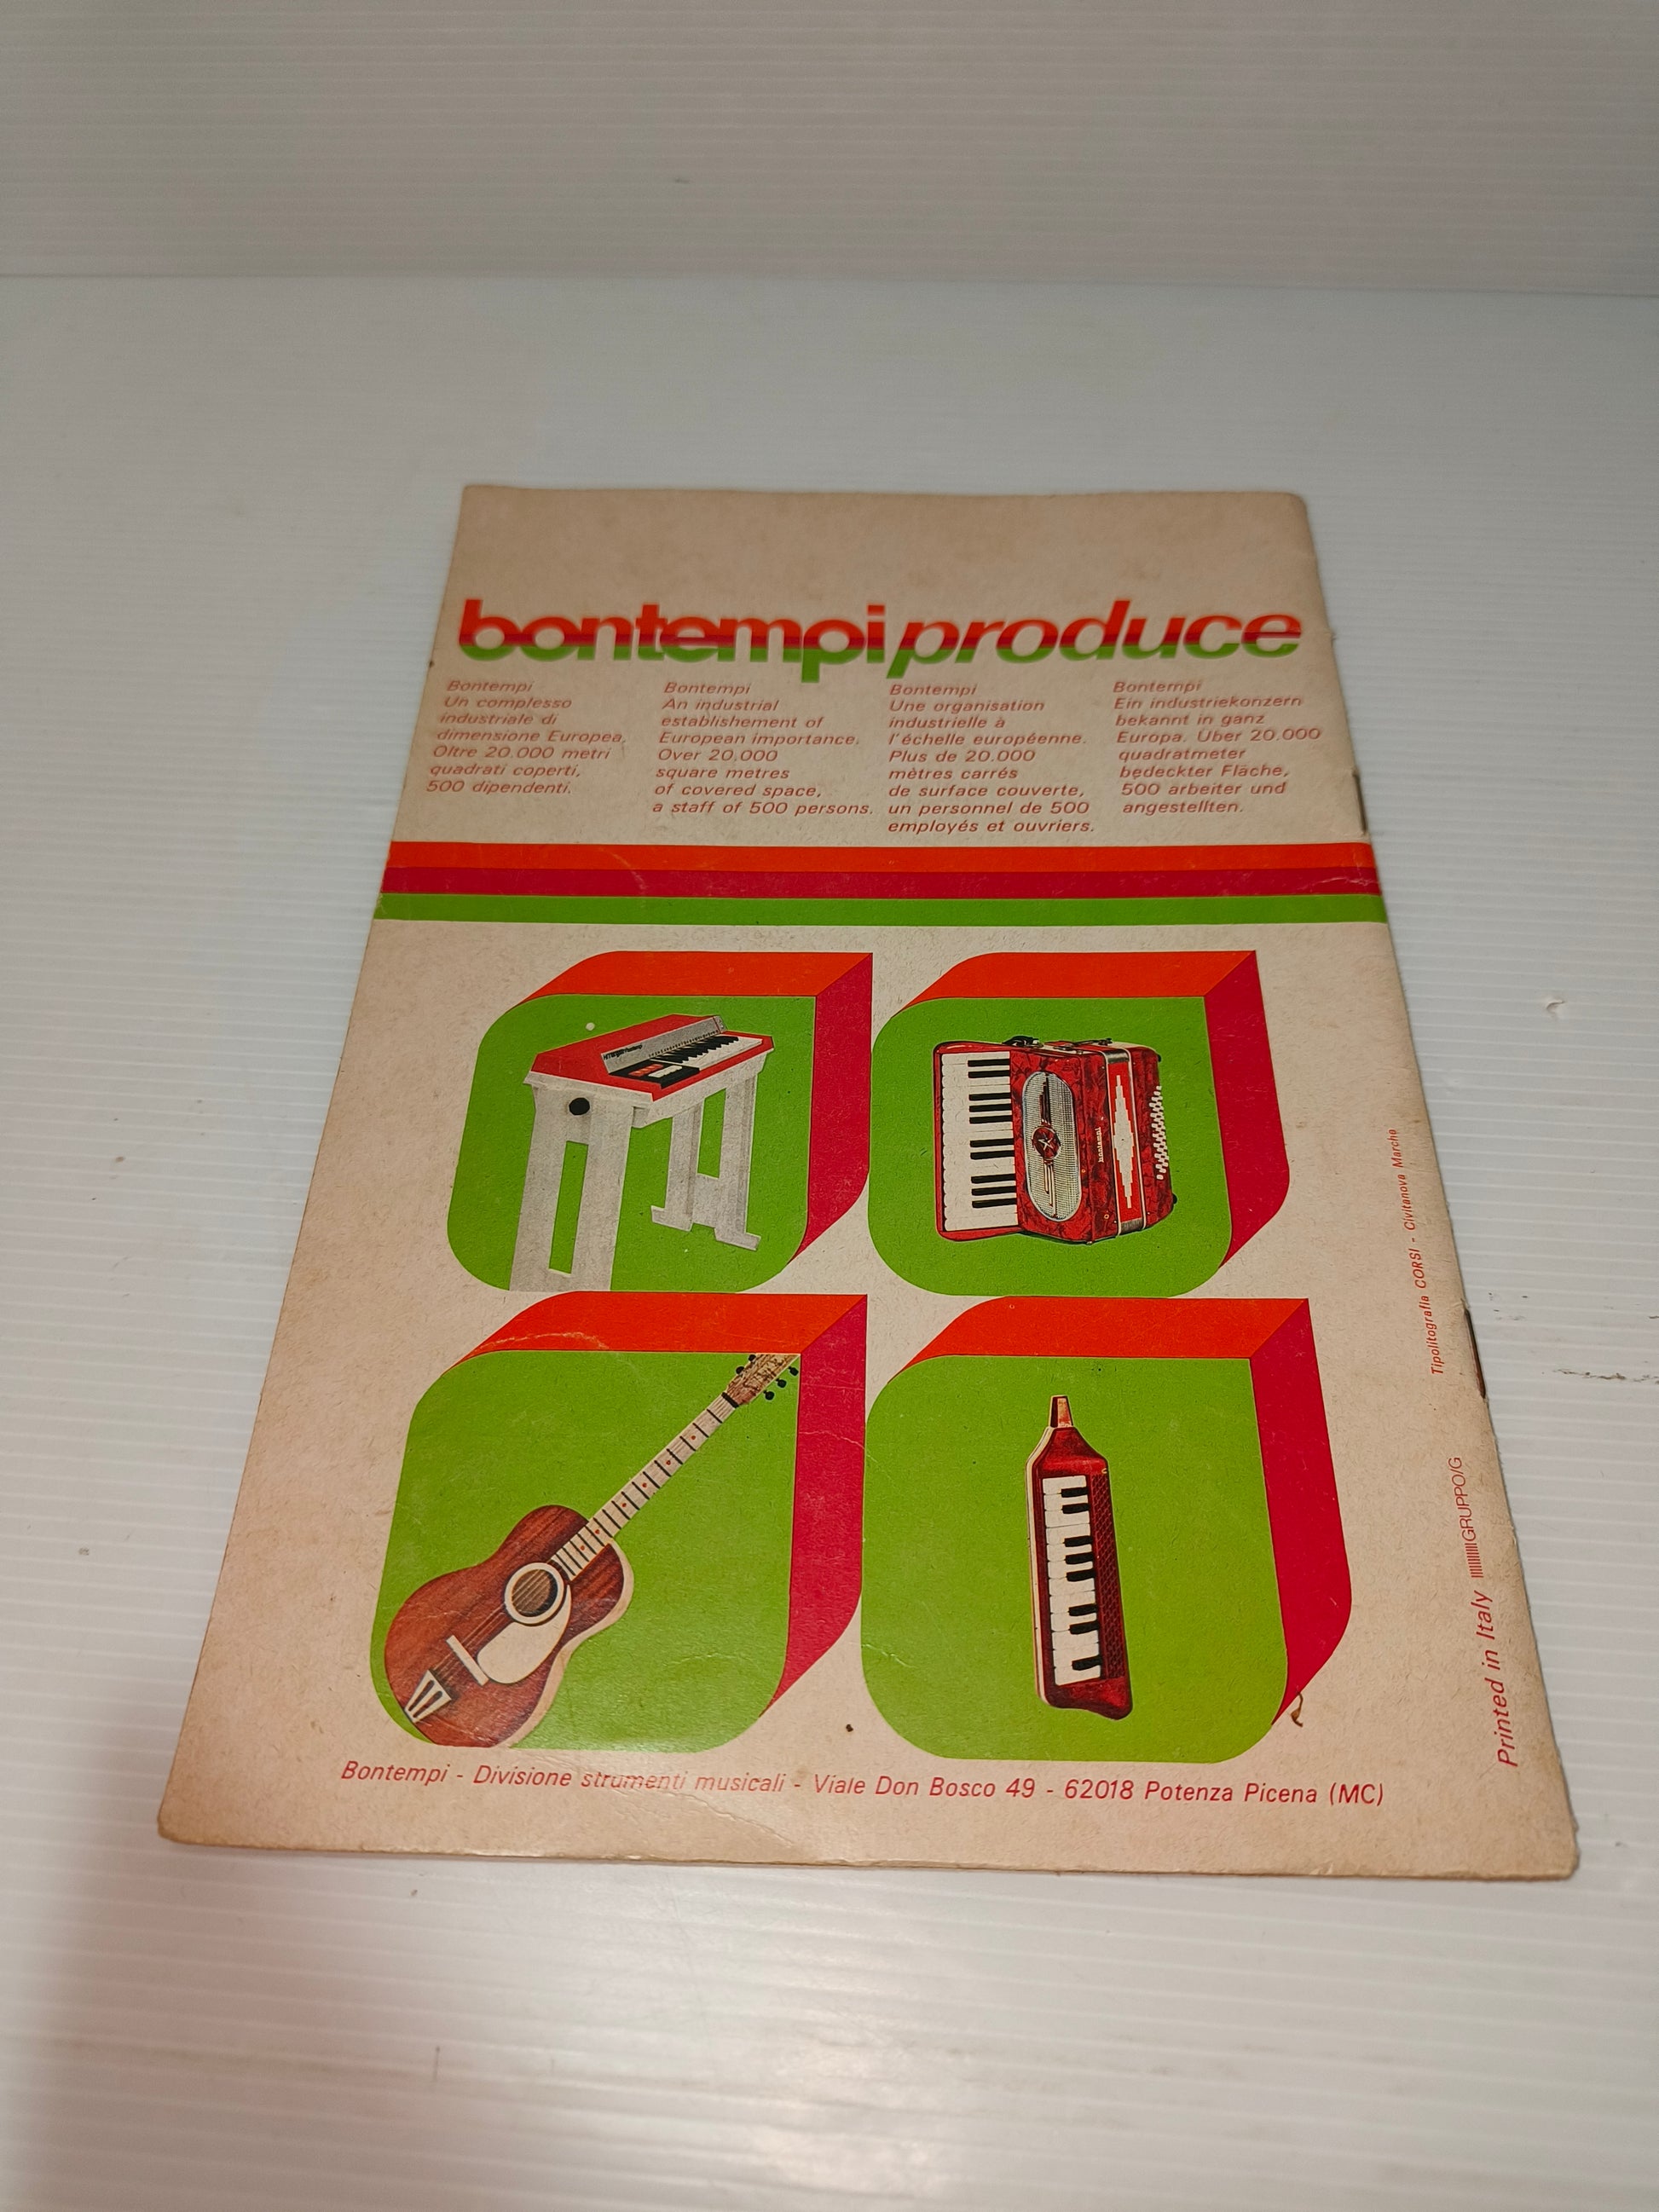 bontempi produce
Bontempi
Un complesso
industriale di
dimensione Europea,
Oltre 20.000 metri
quadrati coperti,
500 dipendenti.
Bontempi
An industrial
establishement of
European importance.
Over 20.000
square metres
of covered space,
a staff of 500 persons.
Bontempi
Une organisation
industrielle à
l'échelle européenne.
Plus de 20.000
mètres carrés
de surface couverte,
un personnel de 500
employés et ouvriers.
Bontempi
Ein industriekonzern
bekannt in ganz
Europa. Über 20.000
quadratmeter
bedeckter Fläche,
500 arbeiter und
angestellten.
bontempi
Bontempi - Divisione strumenti musicali - Viale Don Bosco 49 - 62018 Potenza Picena (MC)
Tipolitografia CORSI - Civitanova Marche
Printed in Italy GRUPPO/G